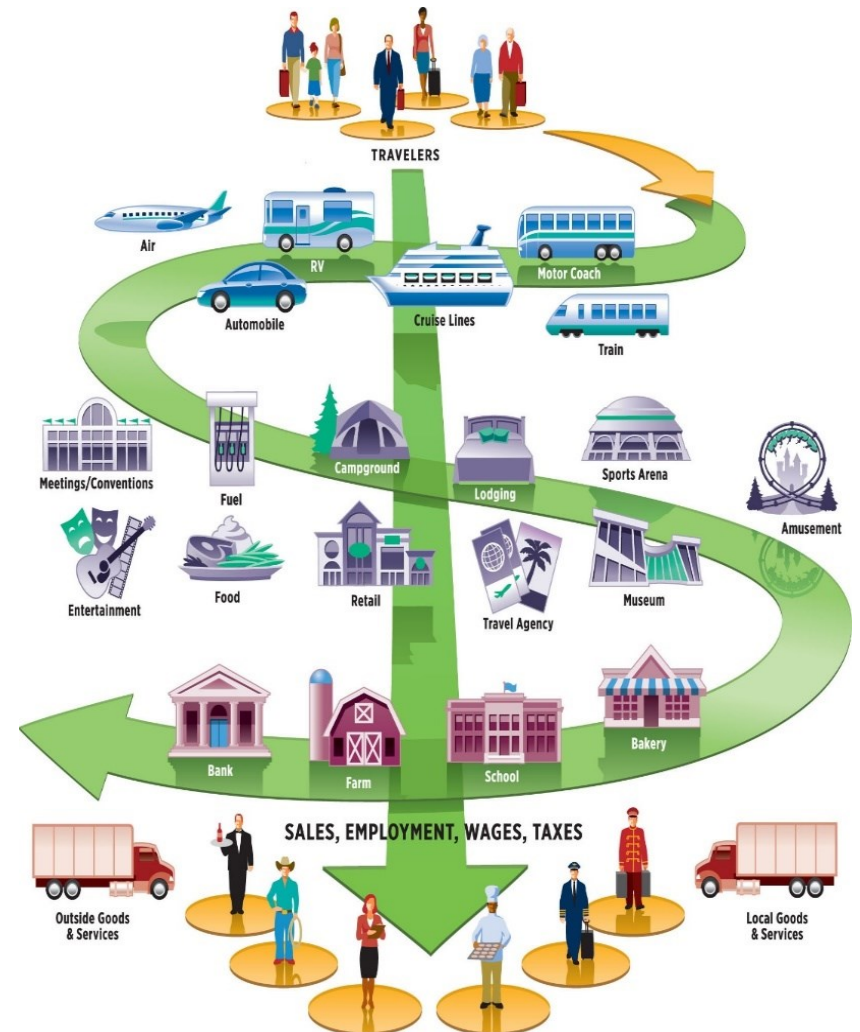 TRAVELERS
Air
RV
Motor Coach
Automobile
Cruise Lines
Train
Meetings/Conventions
Fuel
Campground
Lodging
Sports Arena
Amusement
Entertainment
Food
Retail
Travel Agency
Museum
Bank
Farm
School
Bakery
SALES, EMPLOYMENT, WAGES, TAXES
Outside Goods
& Services
Local Goods
& Services